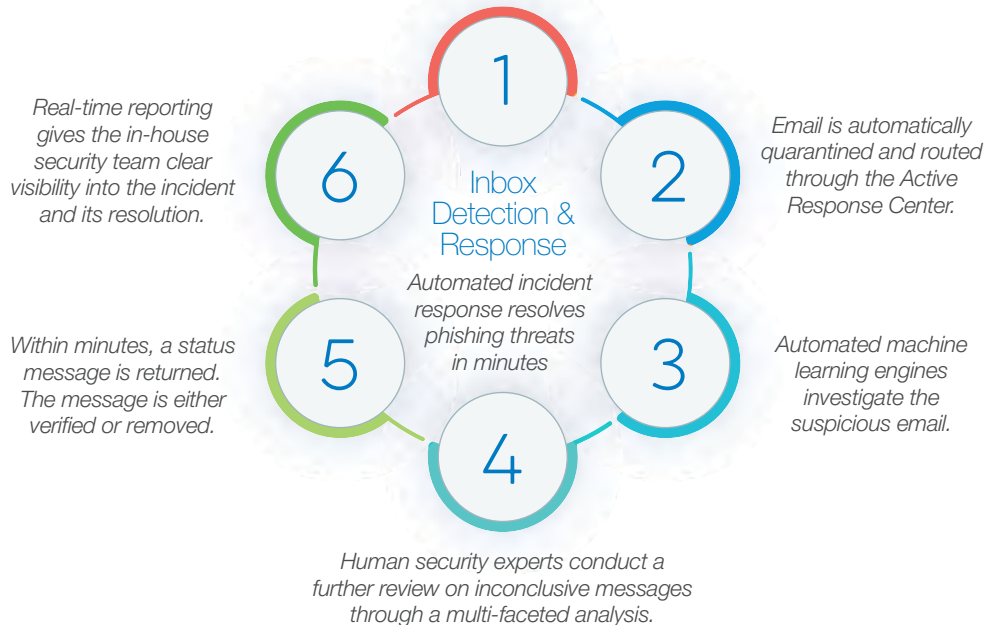 1
2
Email is automatically
quarantined and routed
through the Active
Response Center.
3
Automated machine
learning engines
investigate the
suspicious email.
4
Human security experts conduct a
further review on inconclusive messages
through a multi-faceted analysis.
5
Within minutes, a status
message is returned.
The message is either
verified or removed.
6
Real-time reporting
gives the in-house
security team clear
visibility into the incident
and its resolution.
Inbox
Detection &
Response
Automated incident
response resolves
phishing threats
in minutes